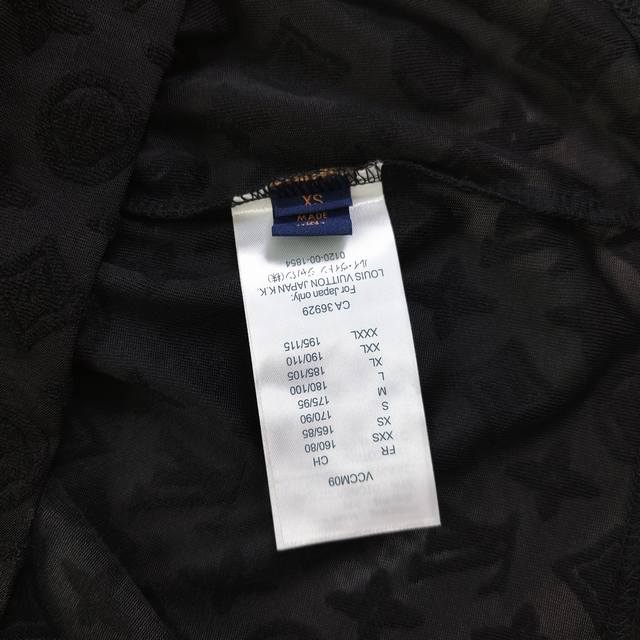 XS
MADE
VCCM09
FR CH
XXS 160/80
XS 165/85
S 170/90
M 175/95
L 180/100
XL 185/105
XXL 190/110
XXXL 195/115
CA 36929
For Japan only:
LOUIS VUITTON JAPAN K.K.
ルイ・ヴィトン ジャパン(株)
0120-00-1854